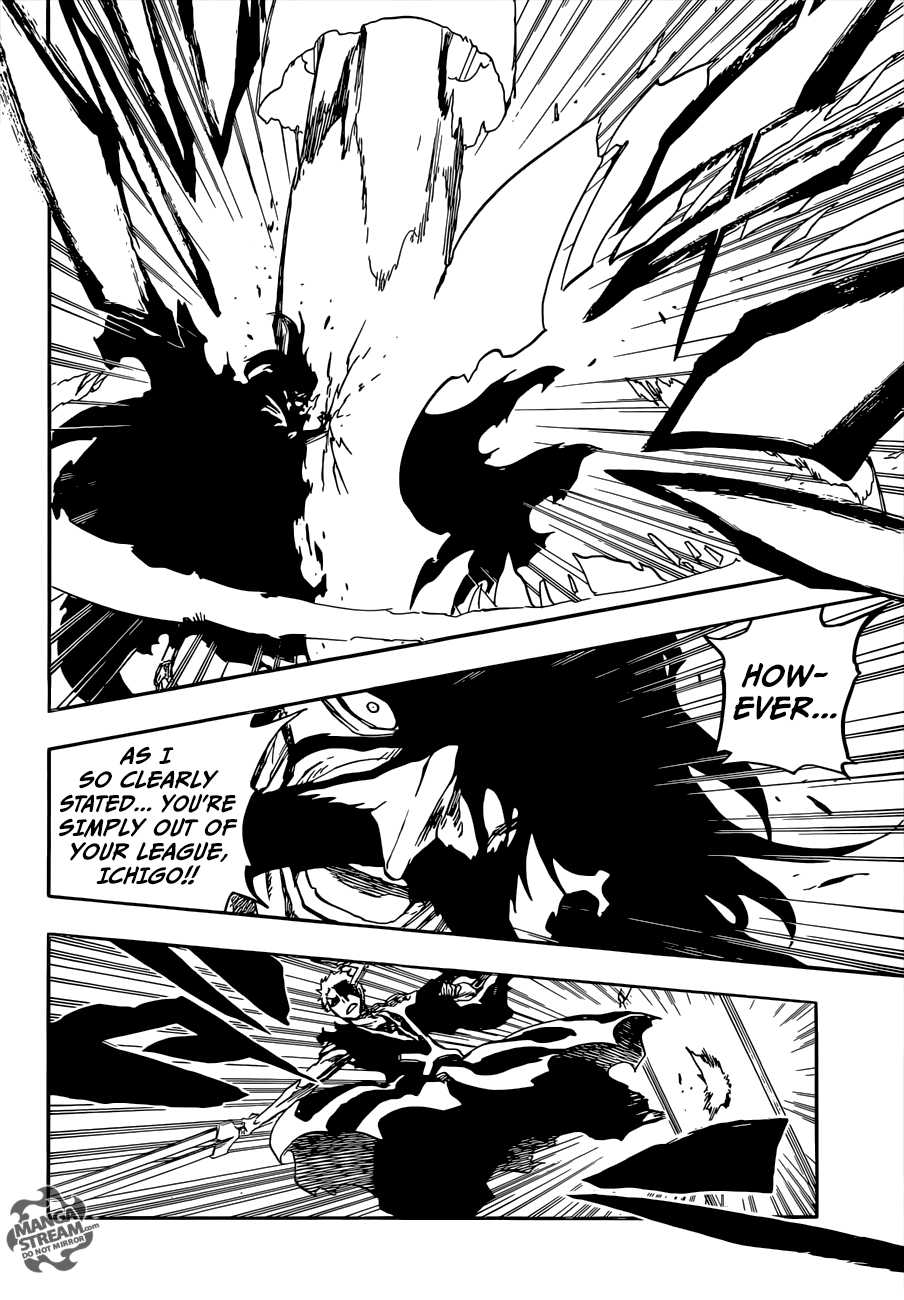 HOW-
EVER...
AS I
SO CLEARLY
STATED... YOU'RE
SIMPLY OUT OF
YOUR LEAGUE,
ICHIGO!!
MANGA
STREAM.com
DO NOT MIRROR